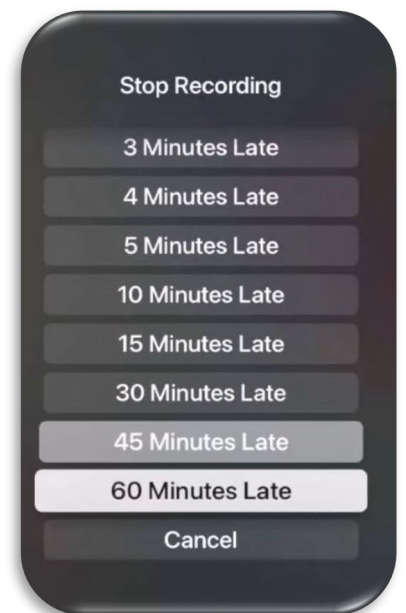 Stop Recording
3 Minutes Late
4 Minutes Late
5 Minutes Late
10 Minutes Late
15 Minutes Late
30 Minutes Late
45 Minutes Late
60 Minutes Late
Cancel